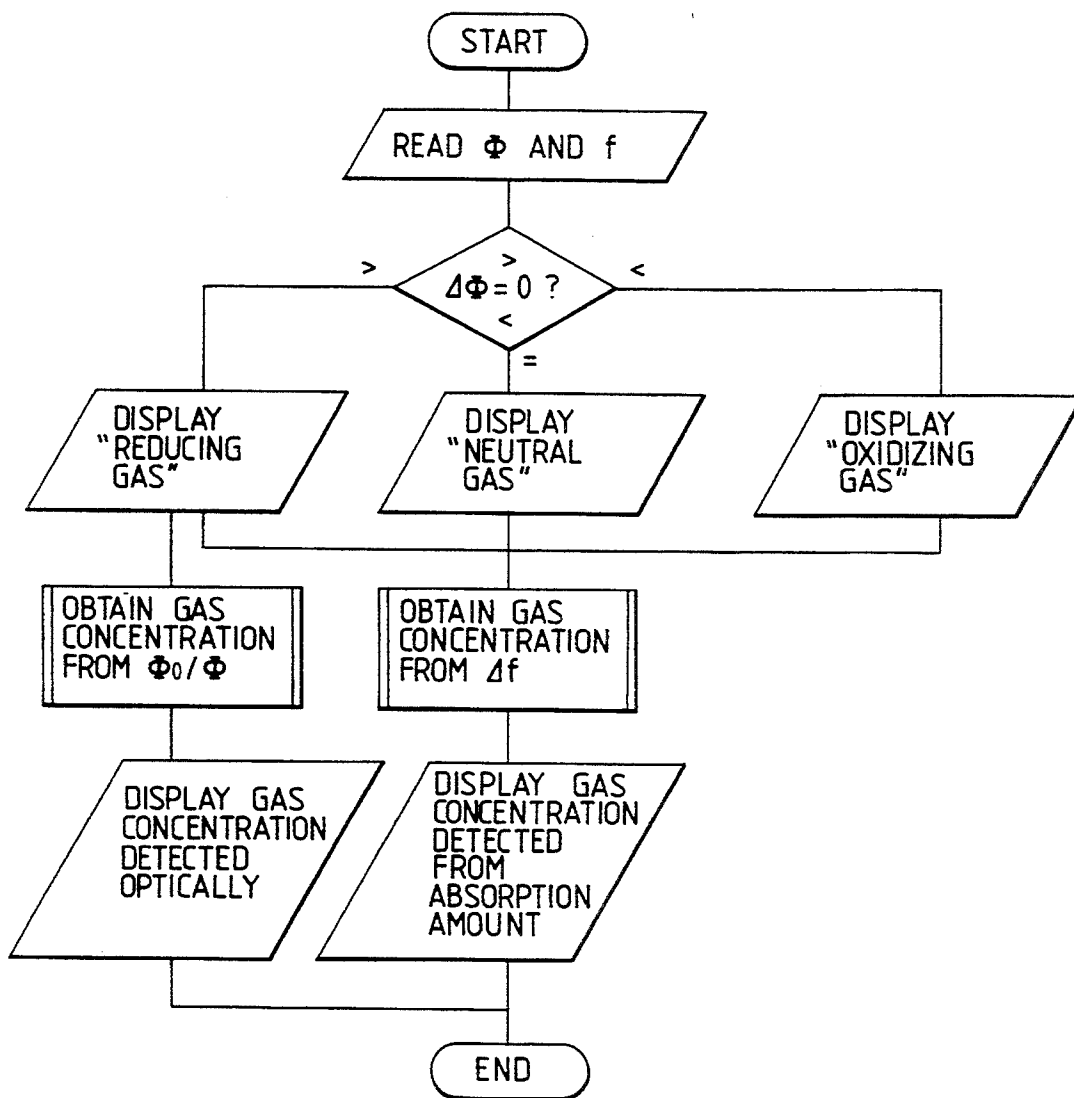 START
READ Φ AND f
>
>
<
ΔΦ=0 ?
<
=
DISPLAY
"REDUCING
GAS"
DISPLAY
"NEUTRAL
GAS"
DISPLAY
"OXIDIZING
GAS"
OBTAIN GAS
CONCENTRATION
FROM Φ0/Φ
OBTAIN GAS
CONCENTRATION
FROM Δf
DISPLAY GAS
CONCENTRATION
DETECTED
OPTICALLY
DISPLAY GAS
CONCENTRATION
DETECTED
FROM
ABSORPTION
AMOUNT
END